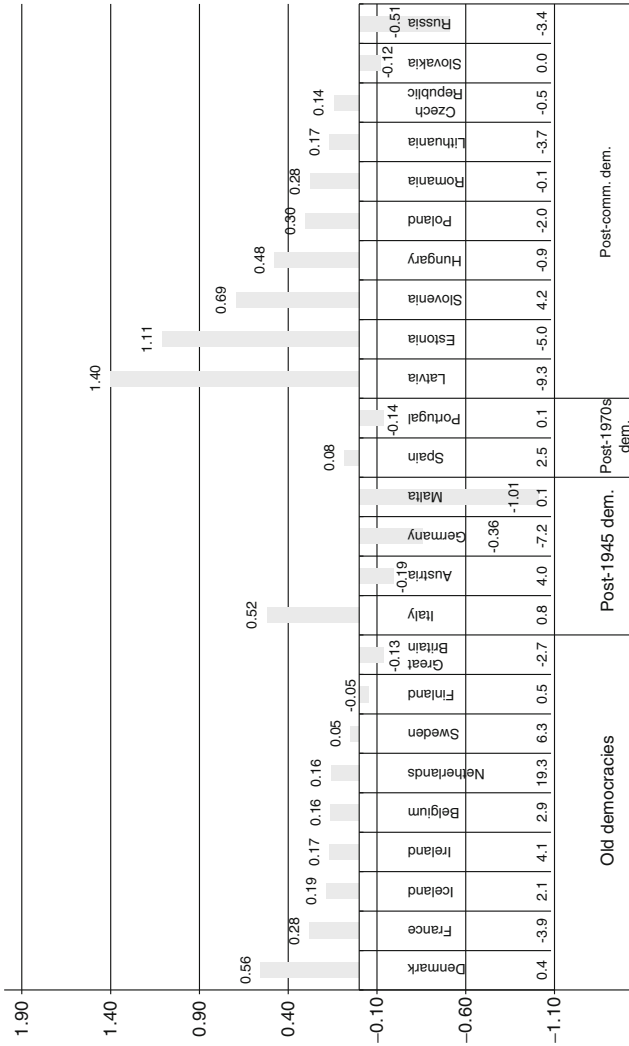 1.90
1.40
0.90
0.40
−0.10
−0.60
−1.10
0.56
0.28
0.19
0.17
0.16
0.16
0.05
-0.05
-0.13
0.52
-0.19
-0.36
-1.01
0.08
-0.14
1.40
1.11
0.69
0.48
0.30
0.28
0.17
0.14
-0.12
-0.51
Denmark
France
Iceland
Ireland
Belgium
Netherlands
Sweden
Finland
Great
Britain
Italy
Austria
Germany
Malta
Spain
Portugal
Latvia
Estonia
Slovenia
Hungary
Poland
Romania
Lithuania
Czech
Republic
Slovakia
Russia
0.4
-3.9
2.1
4.1
2.9
19.3
6.3
0.5
-2.7
0.8
4.0
-7.2
0.1
2.5
0.1
-9.3
-5.0
4.2
-0.9
-2.0
-0.1
-3.7
-0.5
0.0
-3.4
Old democracies
Post-1945 dem.
Post-1970s
dem.
Post-comm. dem.